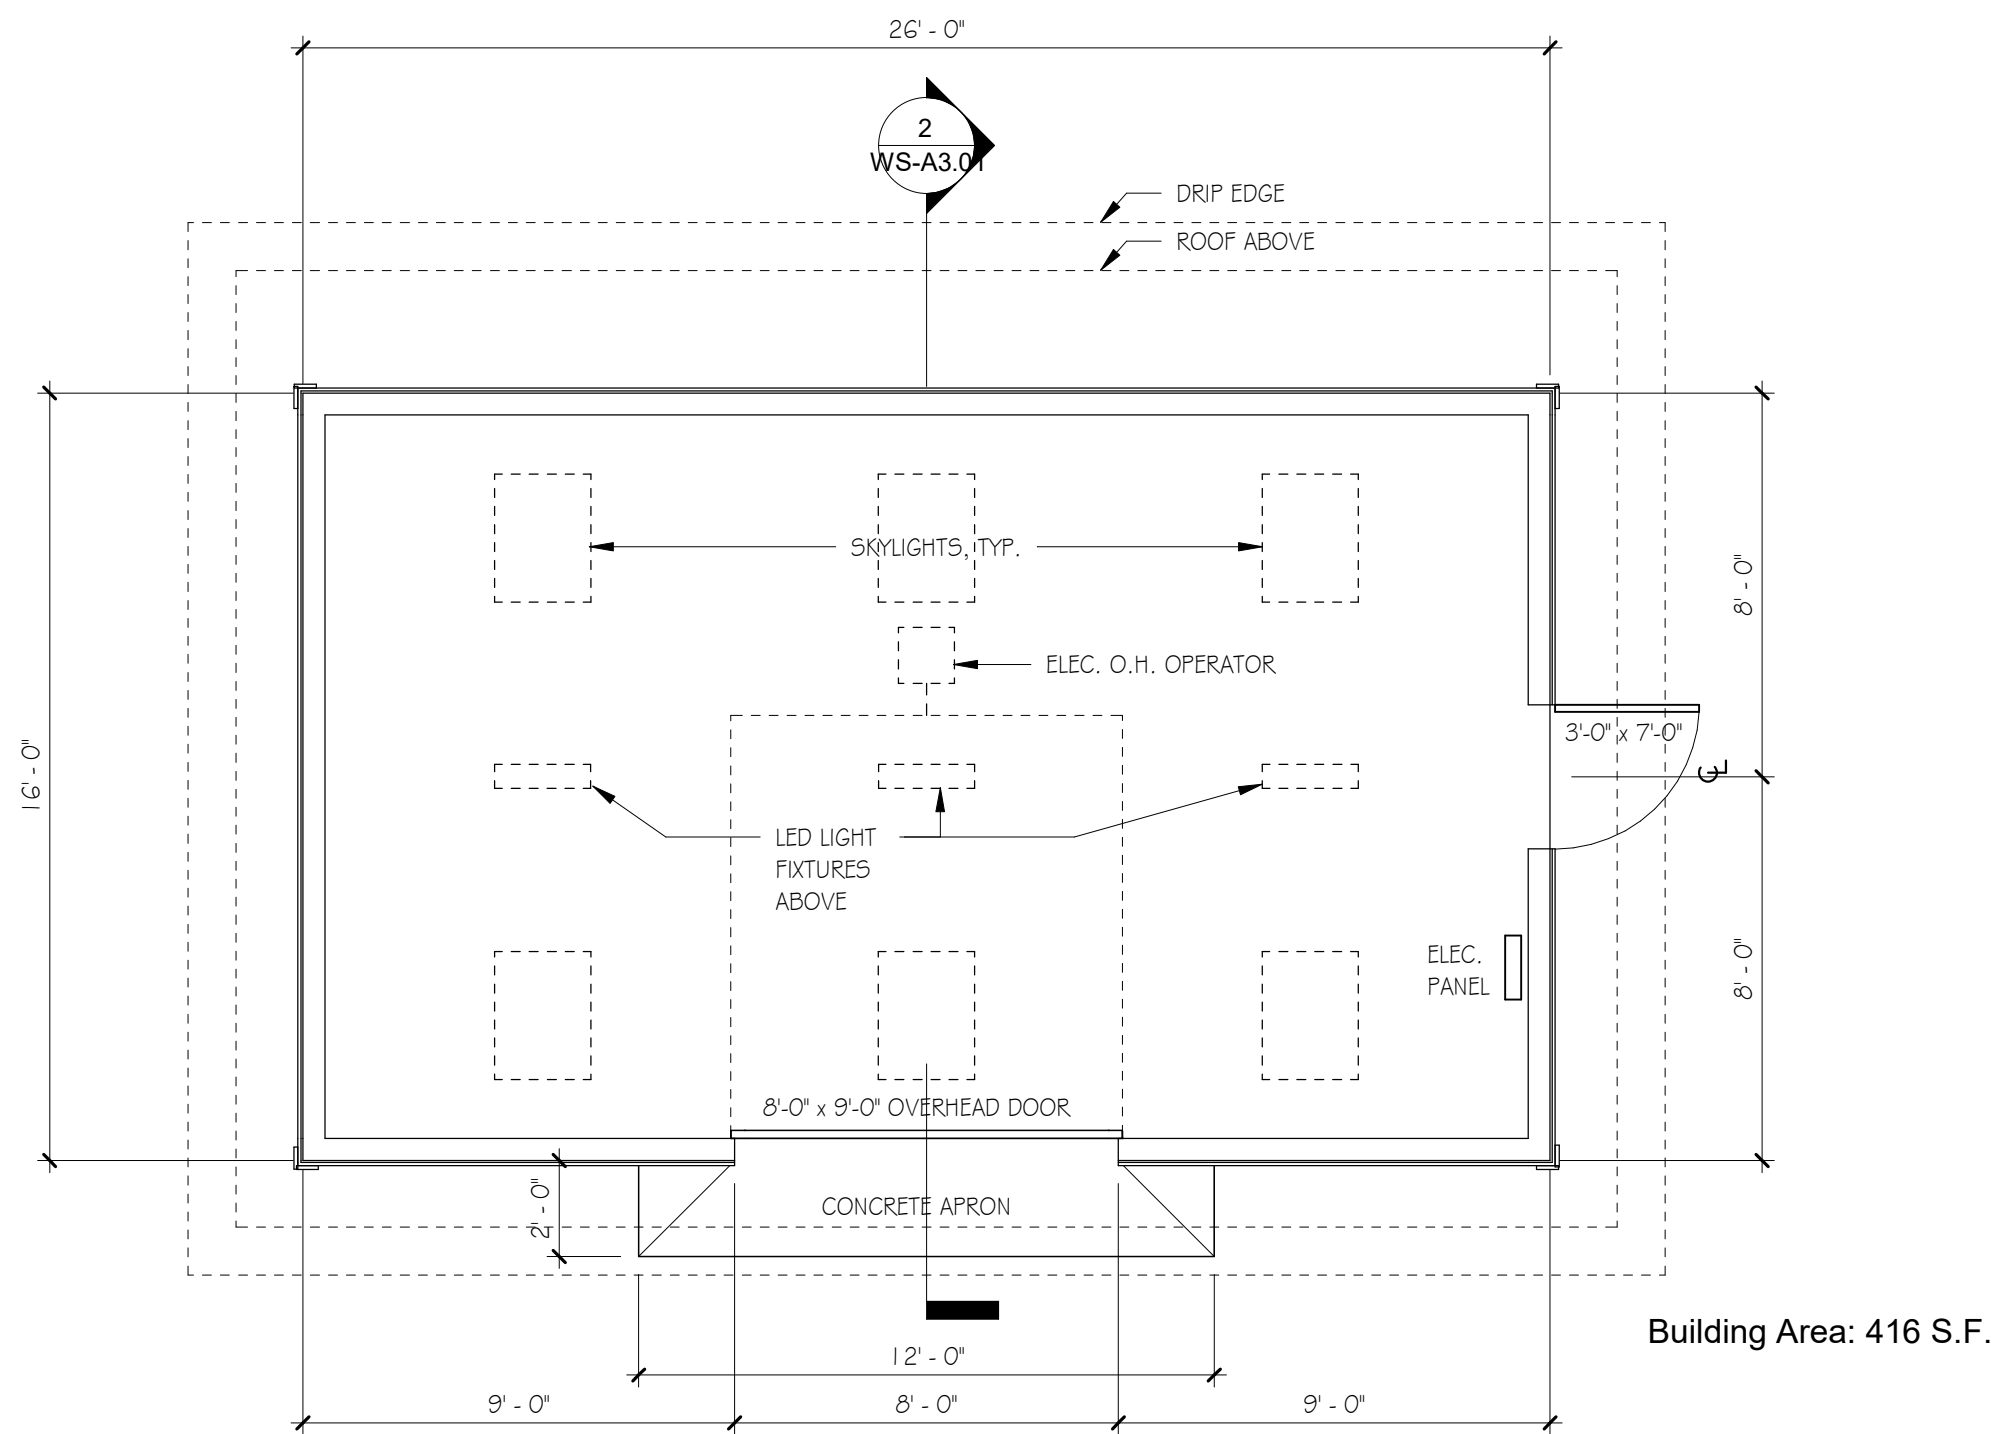 26' - 0"
2
WS-A3.01
DRIP EDGE
ROOF ABOVE
SKYLIGHTS, TYP.
8' - 0"
ELEC. O.H. OPERATOR
3'-0" x 7'-0"
CL
16' - 0"
LED LIGHT
FIXTURES
ABOVE
ELEC.
PANEL
8' - 0"
8'-0" x 9'-0" OVERHEAD DOOR
2' - 0"
CONCRETE APRON
Building Area: 416 S.F.
12' - 0"
9' - 0"
8' - 0"
9' - 0"